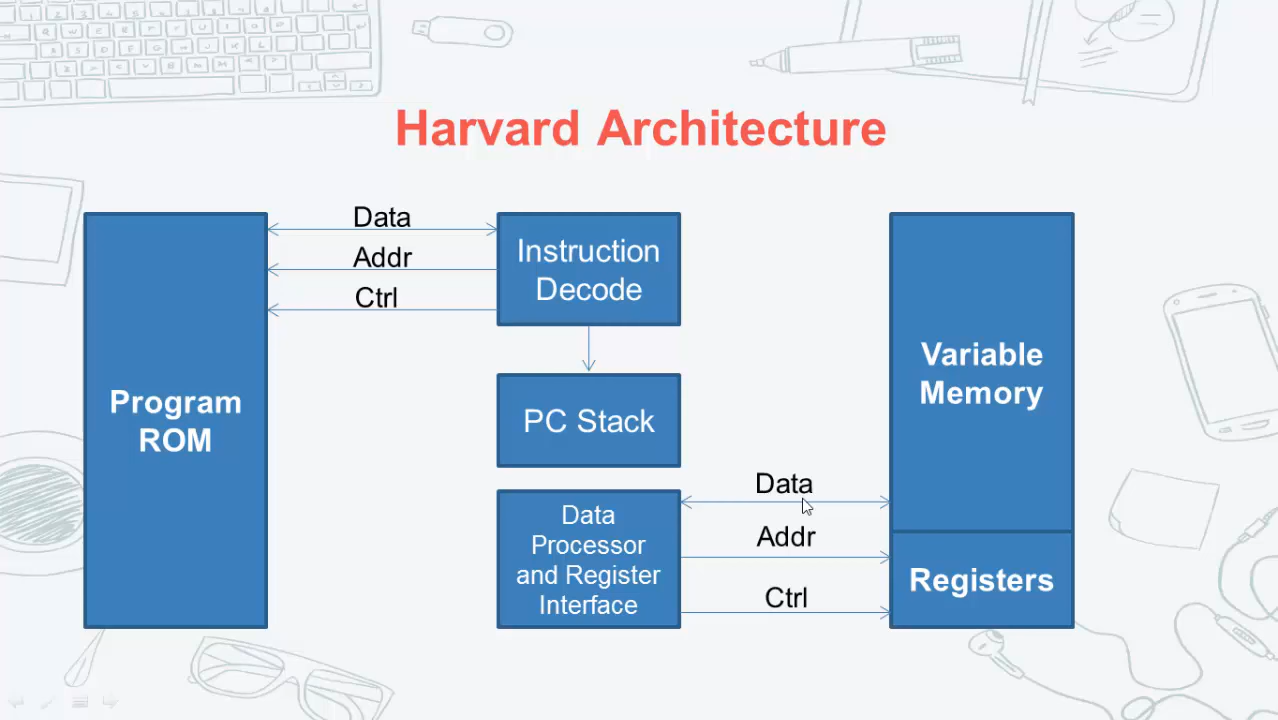 Harvard Architecture
Program
ROM
Data
Addr
Ctrl
Instruction
Decode
PC Stack
Data
Processor
and Register
Interface
Data
Addr
Ctrl
Variable
Memory
Registers